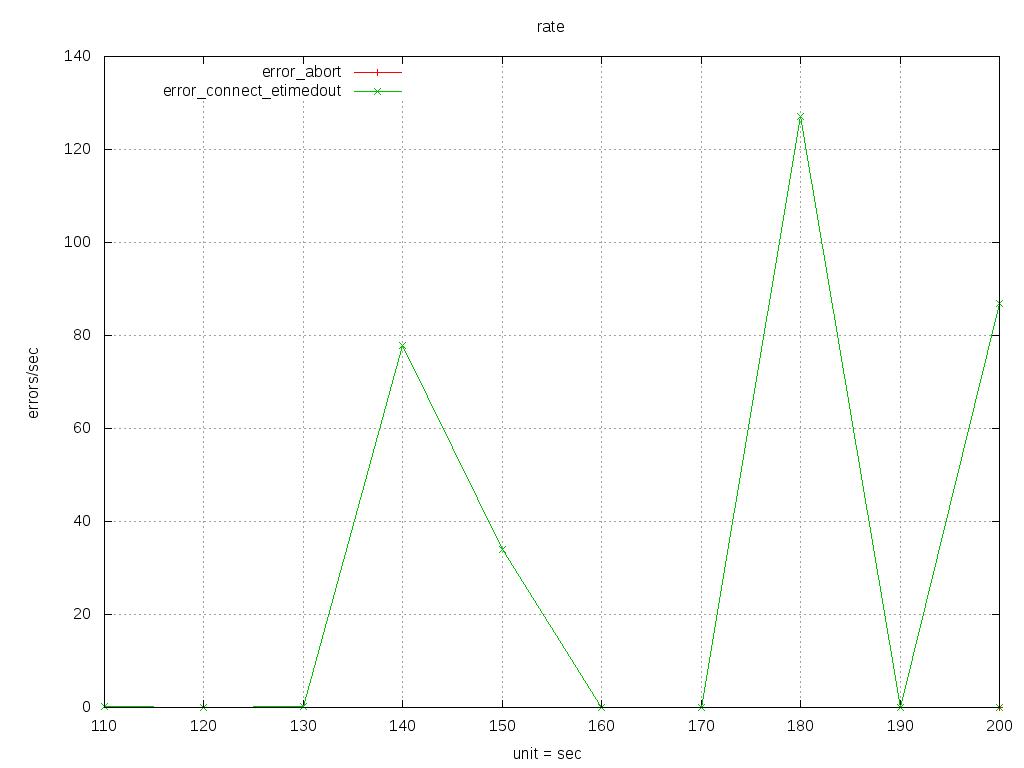 rate
140
error_abort
error_connect_etimedout
120
100
80
60
40
20
0
errors/sec
110 120 130 140 150 160 170 180 190 200
unit = sec